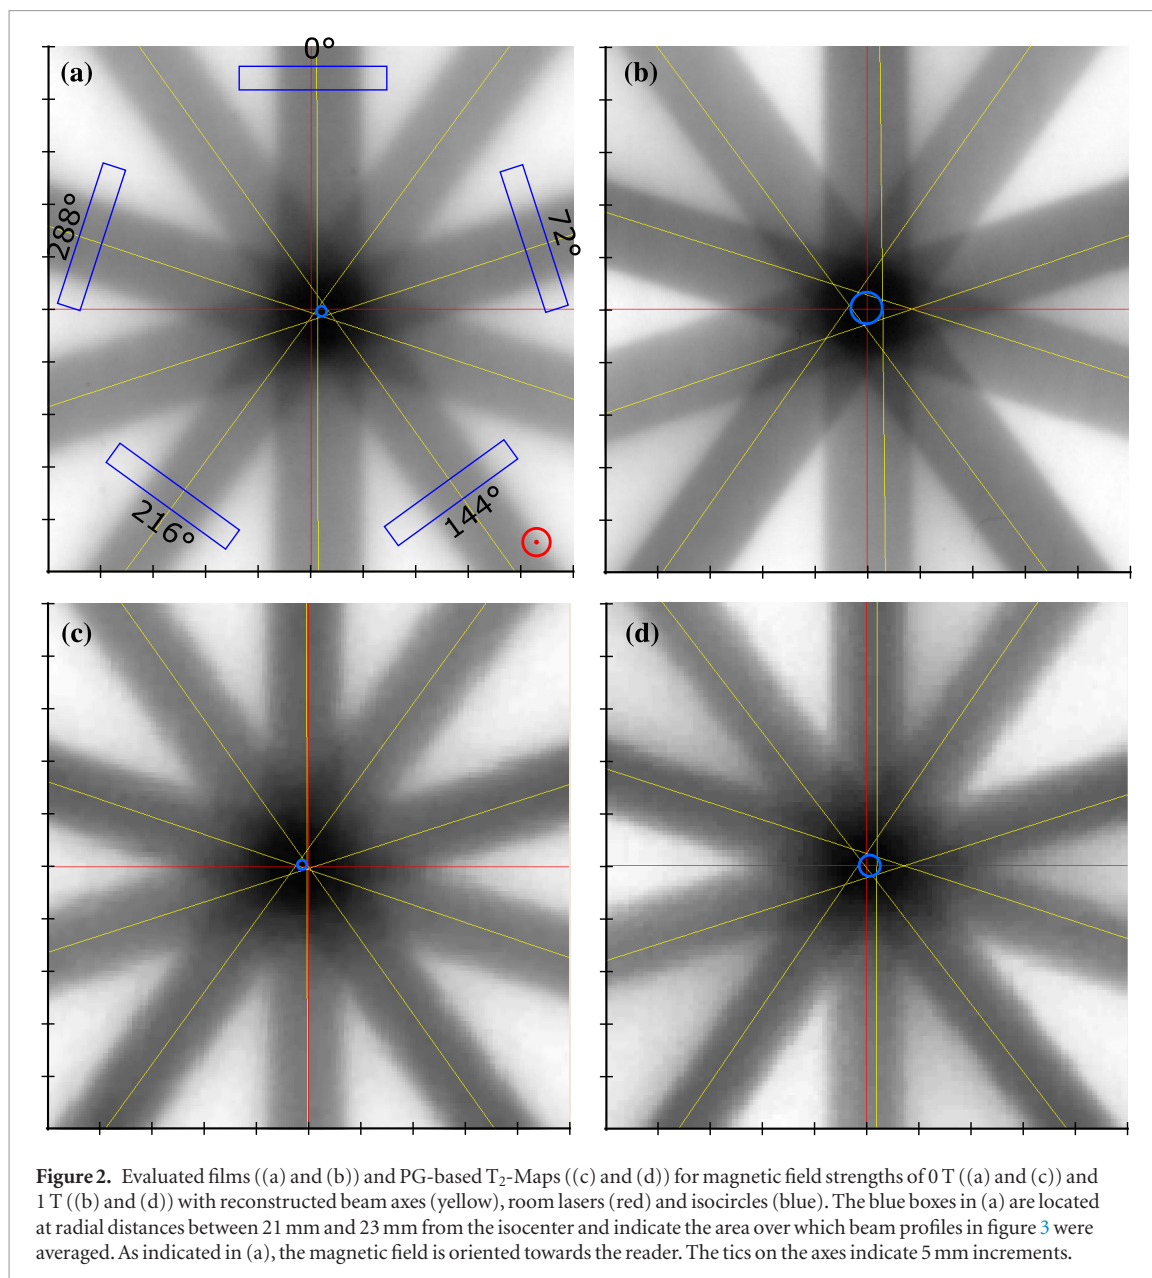 0°
(a)
(b)
288°
72°
216°
144°
(c)
(d)
Figure 2. Evaluated films ((a) and (b)) and PG-based T₂-Maps ((c) and (d)) for magnetic field strengths of 0 T ((a) and (c)) and
1 T ((b) and (d)) with reconstructed beam axes (yellow), room lasers (red) and isocircles (blue). The blue boxes in (a) are located
at radial distances between 21 mm and 23 mm from the isocenter and indicate the area over which beam profiles in figure 3 were
averaged. As indicated in (a), the magnetic field is oriented towards the reader. The tics on the axes indicate 5 mm increments.